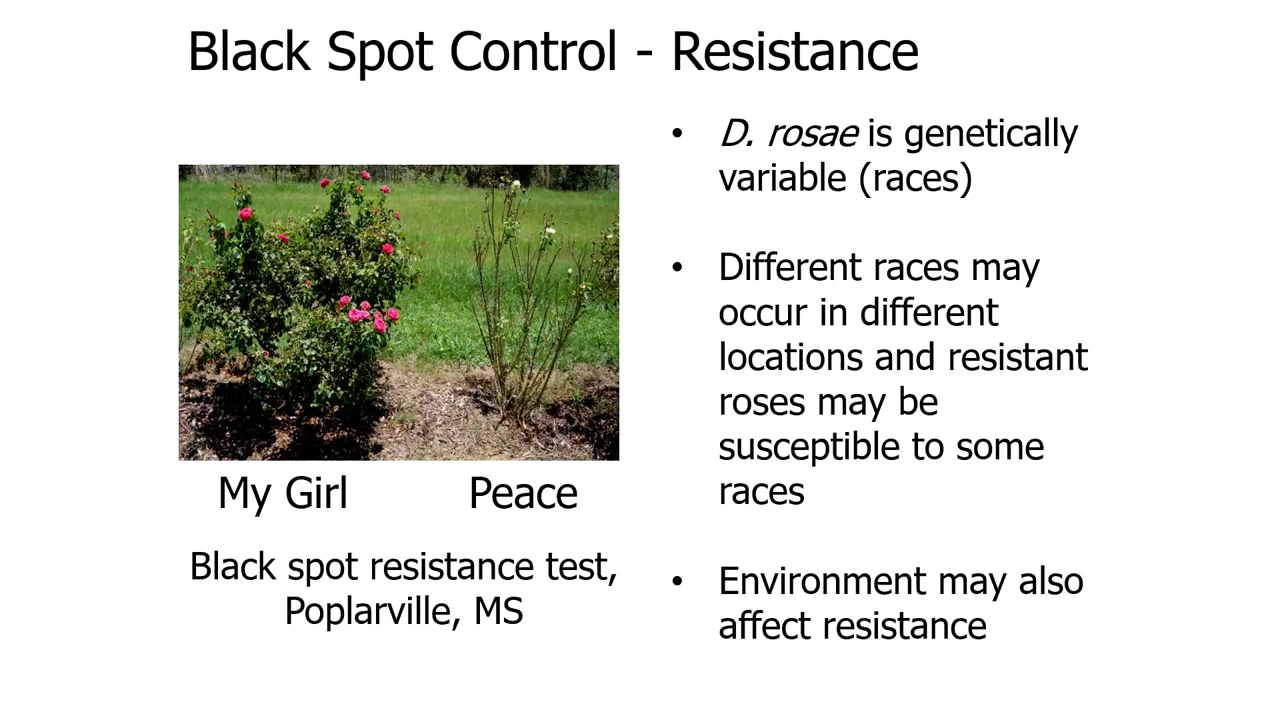 Black Spot Control - Resistance
My Girl
Peace
Black spot resistance test,
Poplarville, MS
• D. rosae is genetically
variable (races)
• Different races may
occur in different
locations and resistant
roses may be
susceptible to some
races
• Environment may also
affect resistance